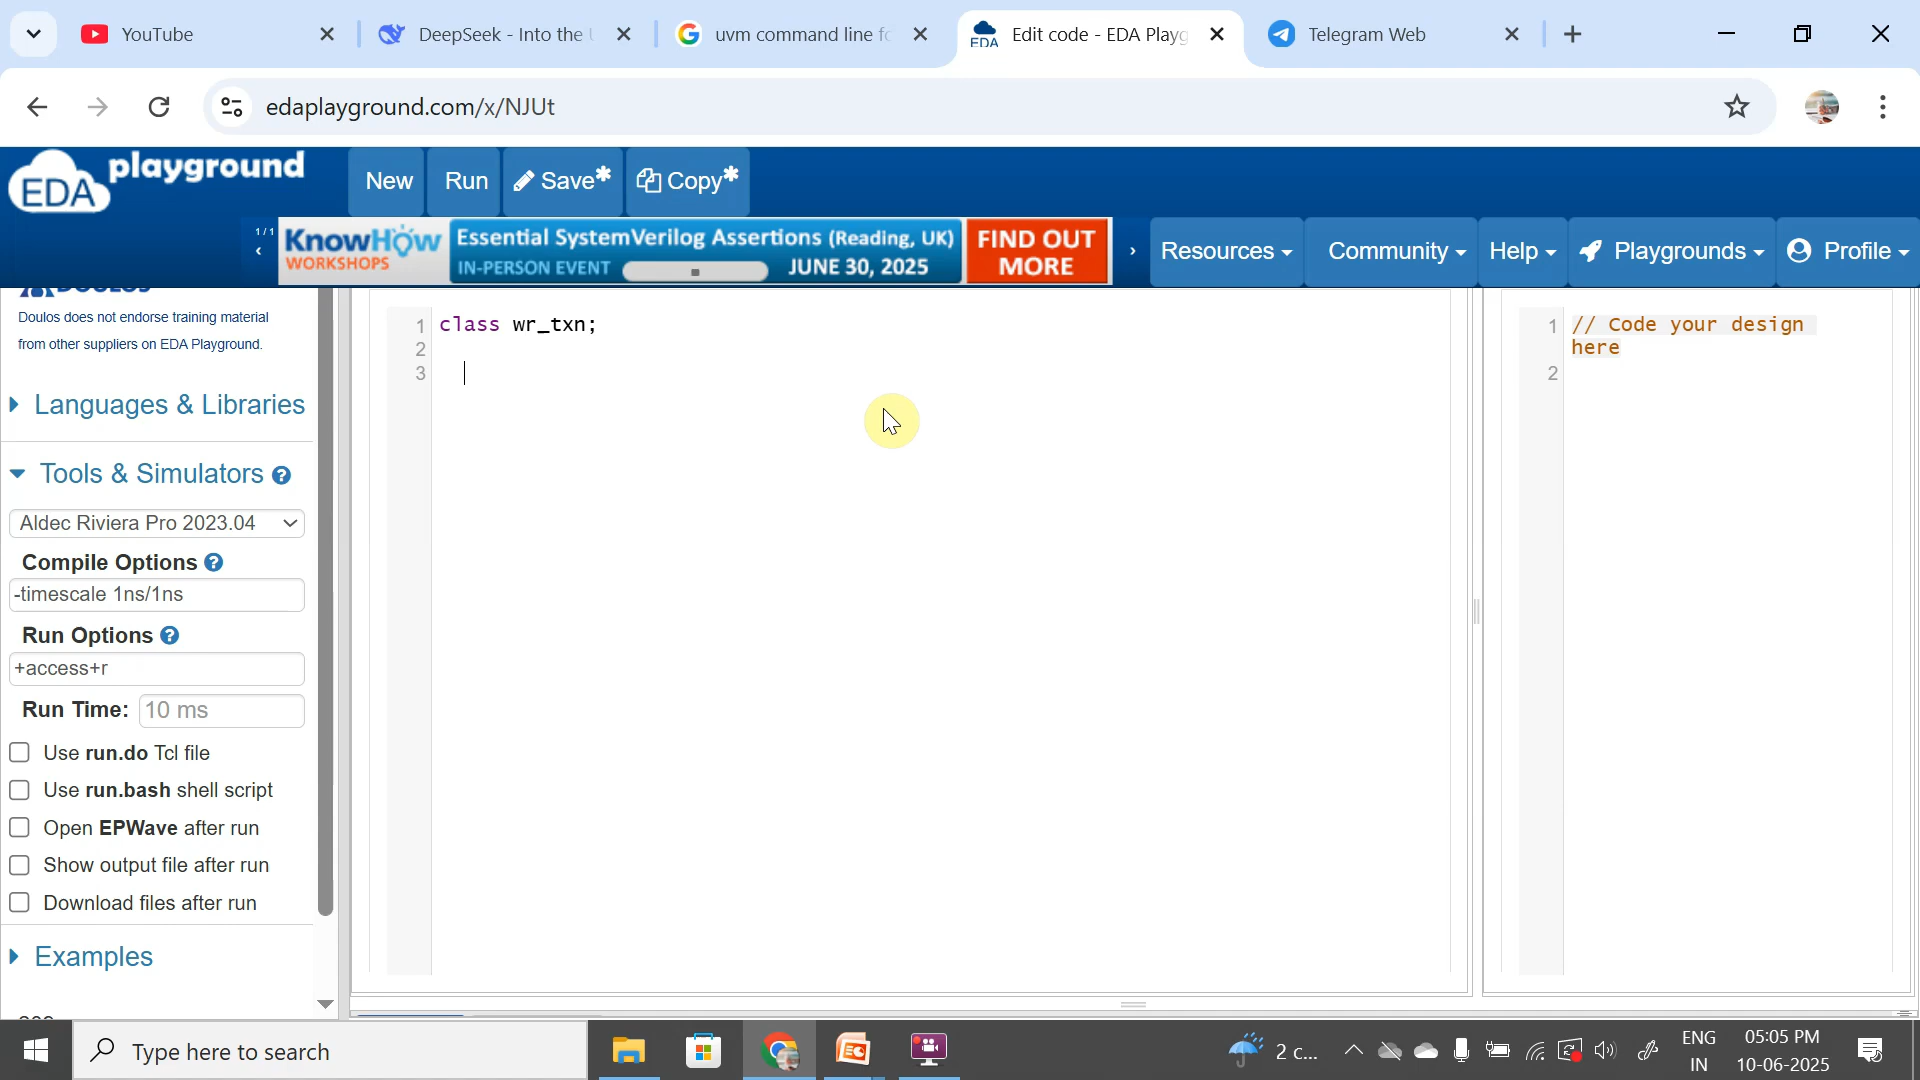 YouTube
DeepSeek - Into the
uvm command line fo
Edit code - EDA Playg
Telegram Web
edaplayground.com/x/NJUt
EDA playground
New
Run
Save*
Copy*
1/1
KnowHow
WORKSHOPS
Essential SystemVerilog Assertions (Reading, UK)
IN-PERSON EVENT
JUNE 30, 2025
FIND OUT
MORE
Resources
Community
Help
Playgrounds
Profile
Doulos does not endorse training material
from other suppliers on EDA Playground.
Languages & Libraries
Tools & Simulators
Aldec Riviera Pro 2023.04
Compile Options
-timescale 1ns/1ns
Run Options
+access+r
Run Time: 10 ms
Use run.do Tcl file
Use run.bash shell script
Open EPWave after run
Show output file after run
Download files after run
Examples
1 class wr_txn;
2
3
1 // Code your design
here
2
Type here to search
2 c...
ENG
IN
05:05 PM
10-06-2025